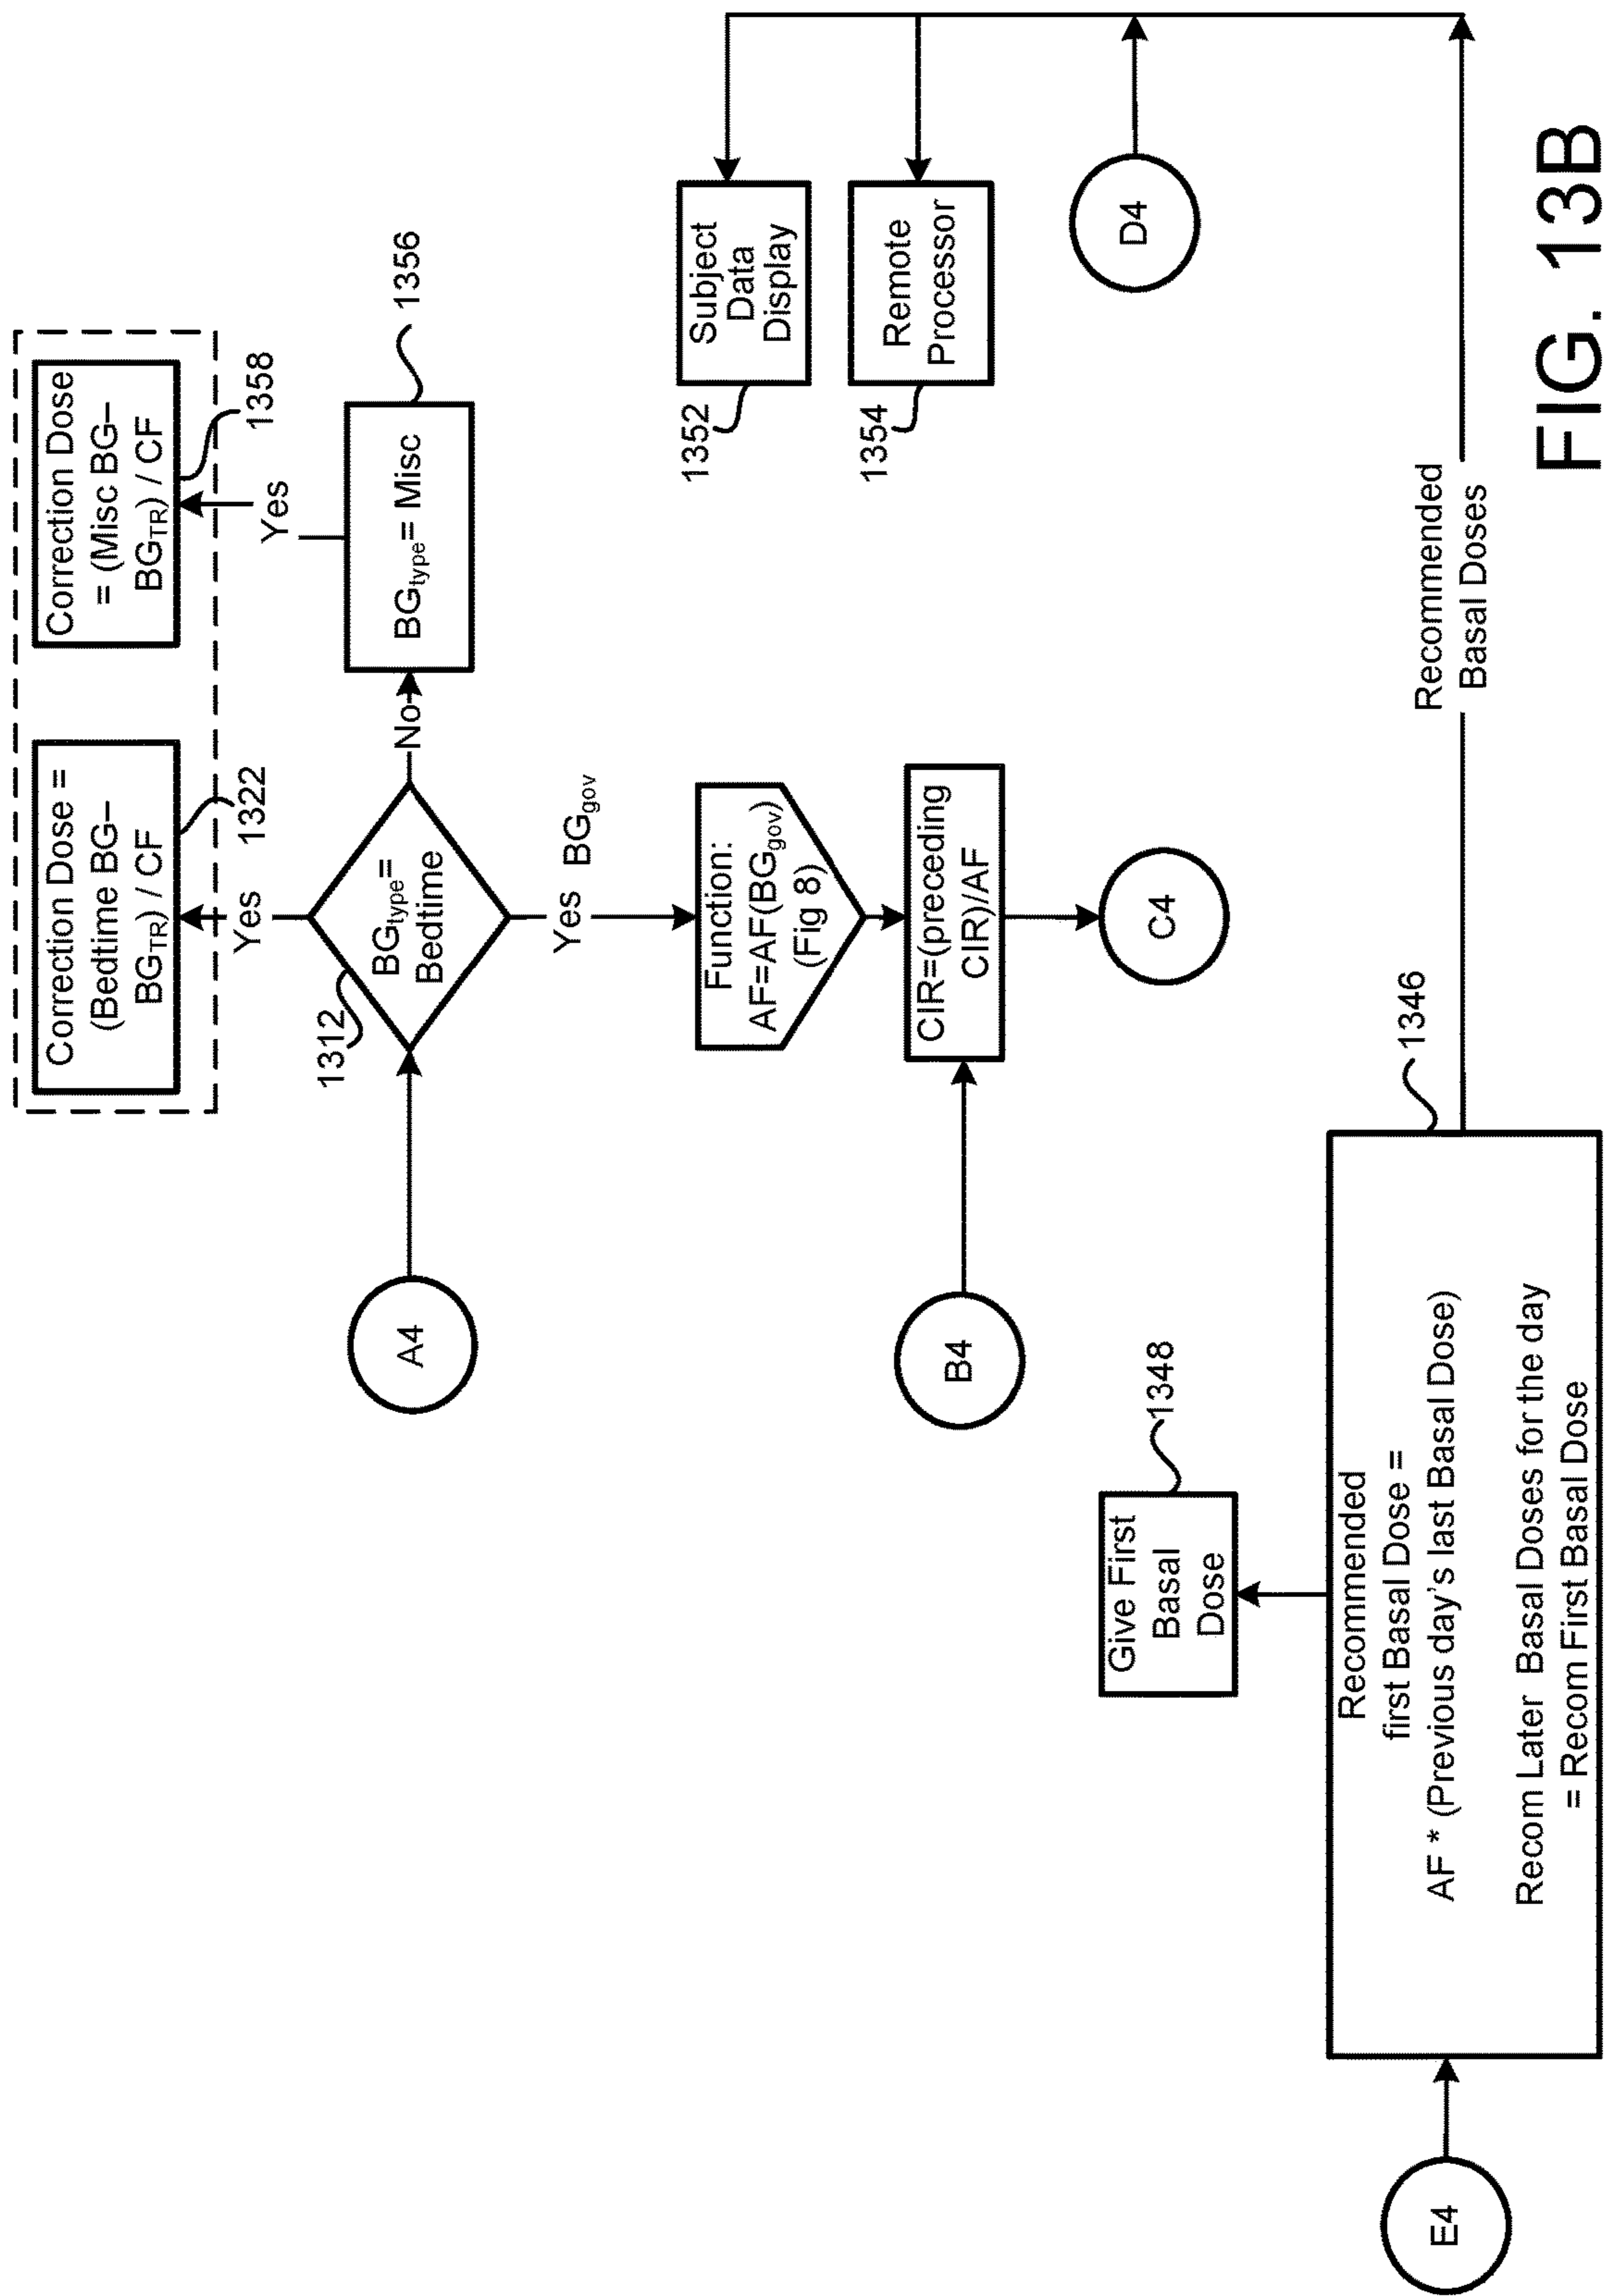 Correction Dose =
(Bedtime BG–
BGTR) / CF
1322
Correction Dose
= (Misc BG–
BGTR) / CF
1358
Yes
Yes
A4
1312
BGtype=
Bedtime
No
BGtype= Misc
1356
Yes
BGgov
Function:
AF=AF(BGgov)
(Fig 8)
B4
CIR=(preceding
CIR)/AF
C4
1352
Subject
Data
Display
1354
Remote
Processor
D4
Give First
Basal
Dose
1348
E4
Recommended
first Basal Dose =
AF * (Previous day's last Basal Dose)
Recom Later Basal Doses for the day
= Recom First Basal Dose
1346
Recommended
Basal Doses
FIG. 13B